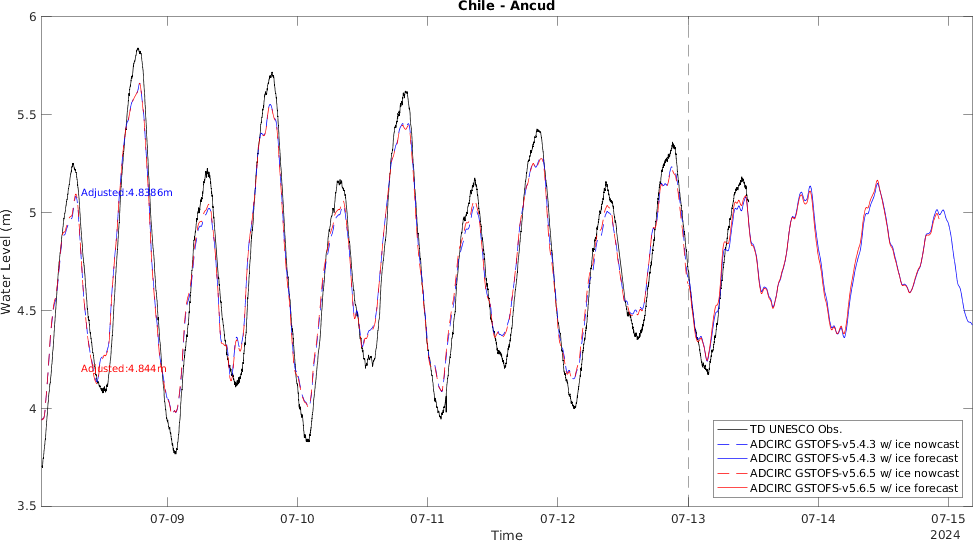 Chile - Ancud
6
5.5
5
4.5
4
3.5
Water Level (m)
Adjusted:4.8386m
Adjusted:4.844m
TD UNESCO Obs.
ADCIRC GSTOFS-v5.4.3 w/ ice nowcast
ADCIRC GSTOFS-v5.4.3 w/ ice forecast
ADCIRC GSTOFS-v5.6.5 w/ ice nowcast
ADCIRC GSTOFS-v5.6.5 w/ ice forecast
07-09 07-10 07-11 07-12 07-13 07-14 07-15
Time 2024